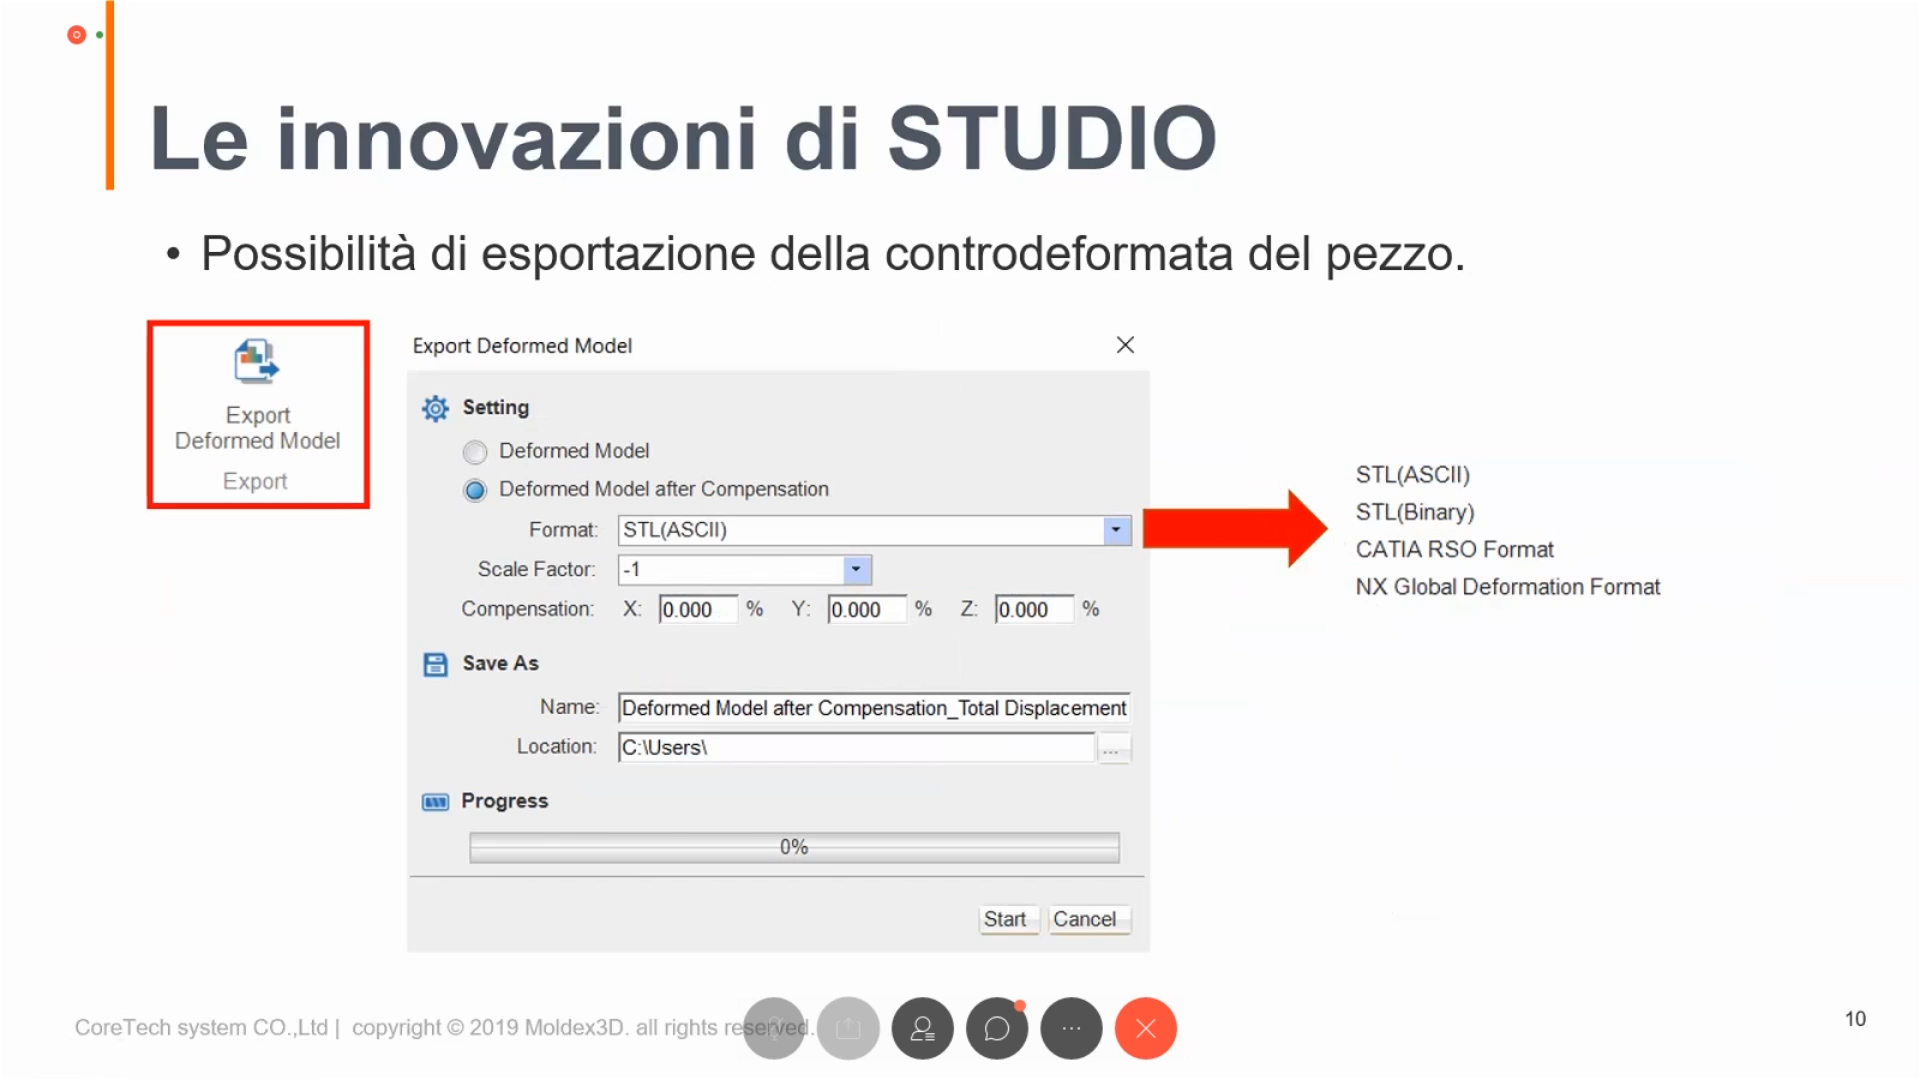 Le innovazioni di STUDIO
• Possibilità di esportazione della controdeformata del pezzo.
Export
Deformed Model
Export
Export Deformed Model
Setting
Deformed Model
Deformed Model after Compensation
Format: STL(ASCII)
Scale Factor: -1
Compensation: X: 0.000 % Y: 0.000 % Z: 0.000 %
Save As
Name: Deformed Model after Compensation_Total Displacement
Location: C:\Users\ ...
Progress
0%
Start Cancel
STL(ASCII)
STL(Binary)
CATIA RSO Format
NX Global Deformation Format
CoreTech system CO.,Ltd | copyright © 2019 Moldex3D. all rights reserved.
10